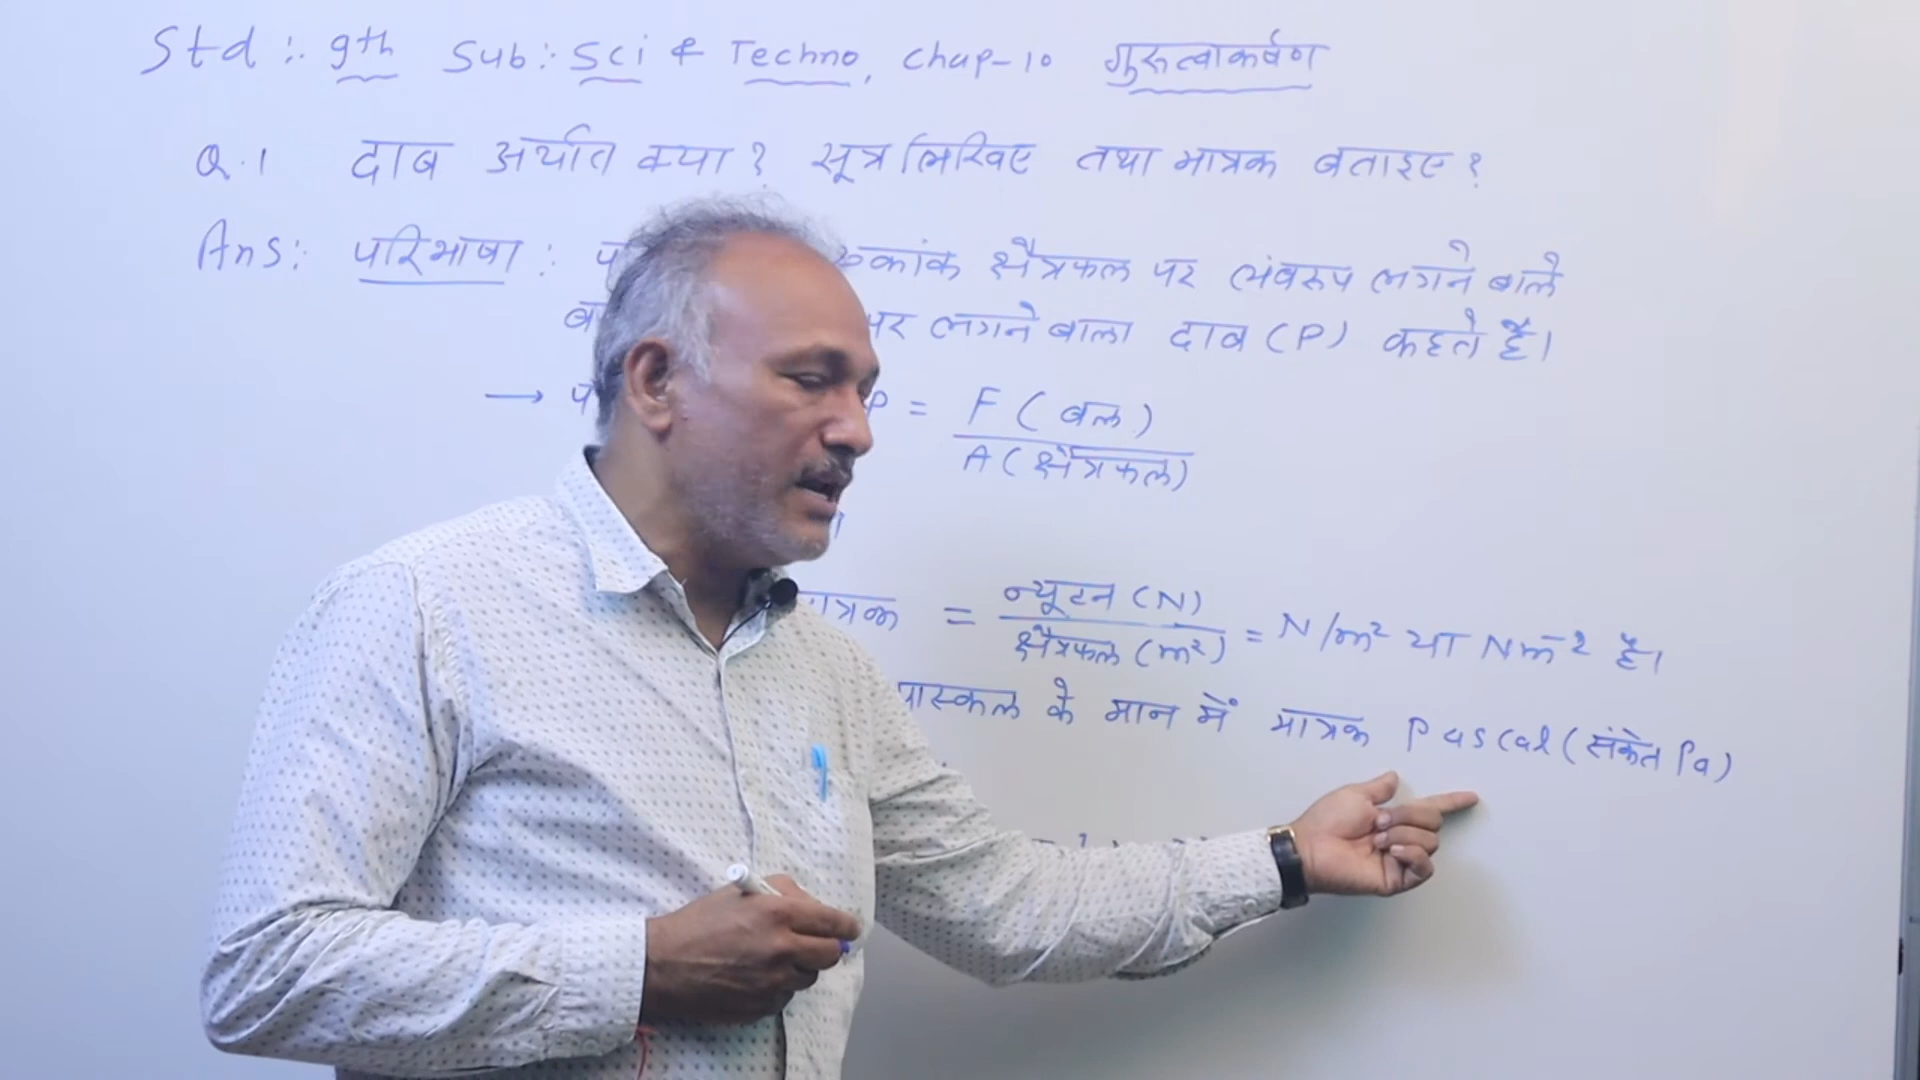 Std :. 9th Sub: Sci & Techno, Chap-10 गुरुत्वाकर्षण
Q.1 दाब अर्थात क्या? सूत्र लिखिए तथा मात्रक बताइए?
Ans: परिभाषा: क्षेत्रफल पर लंबरूप लगने वाले
पर लगने वाला दाब (P) कहते है।
→ P = F (बल) / A (क्षेत्रफल)
मात्रक = न्यूटन (N) / क्षेत्रफल (m²) = N/m² या Nm⁻² है।
पास्कल के मान में मात्रक Pascal (संकेत Pa)